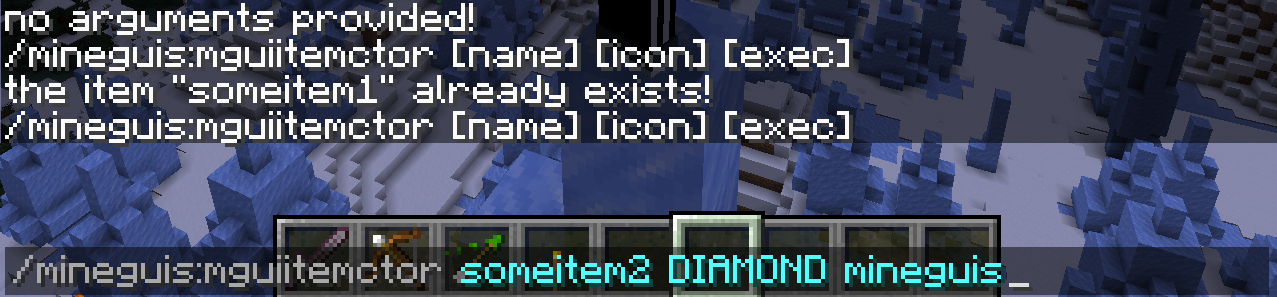 no arguments provided!
/mineguis:mguiitemctor [name] [icon] [exec]
the item "someitem1" already exists!
/mineguis:mguiitemctor [name] [icon] [exec]
/mineguis:mguiitemctor someitem2 DIAMOND mineguis_